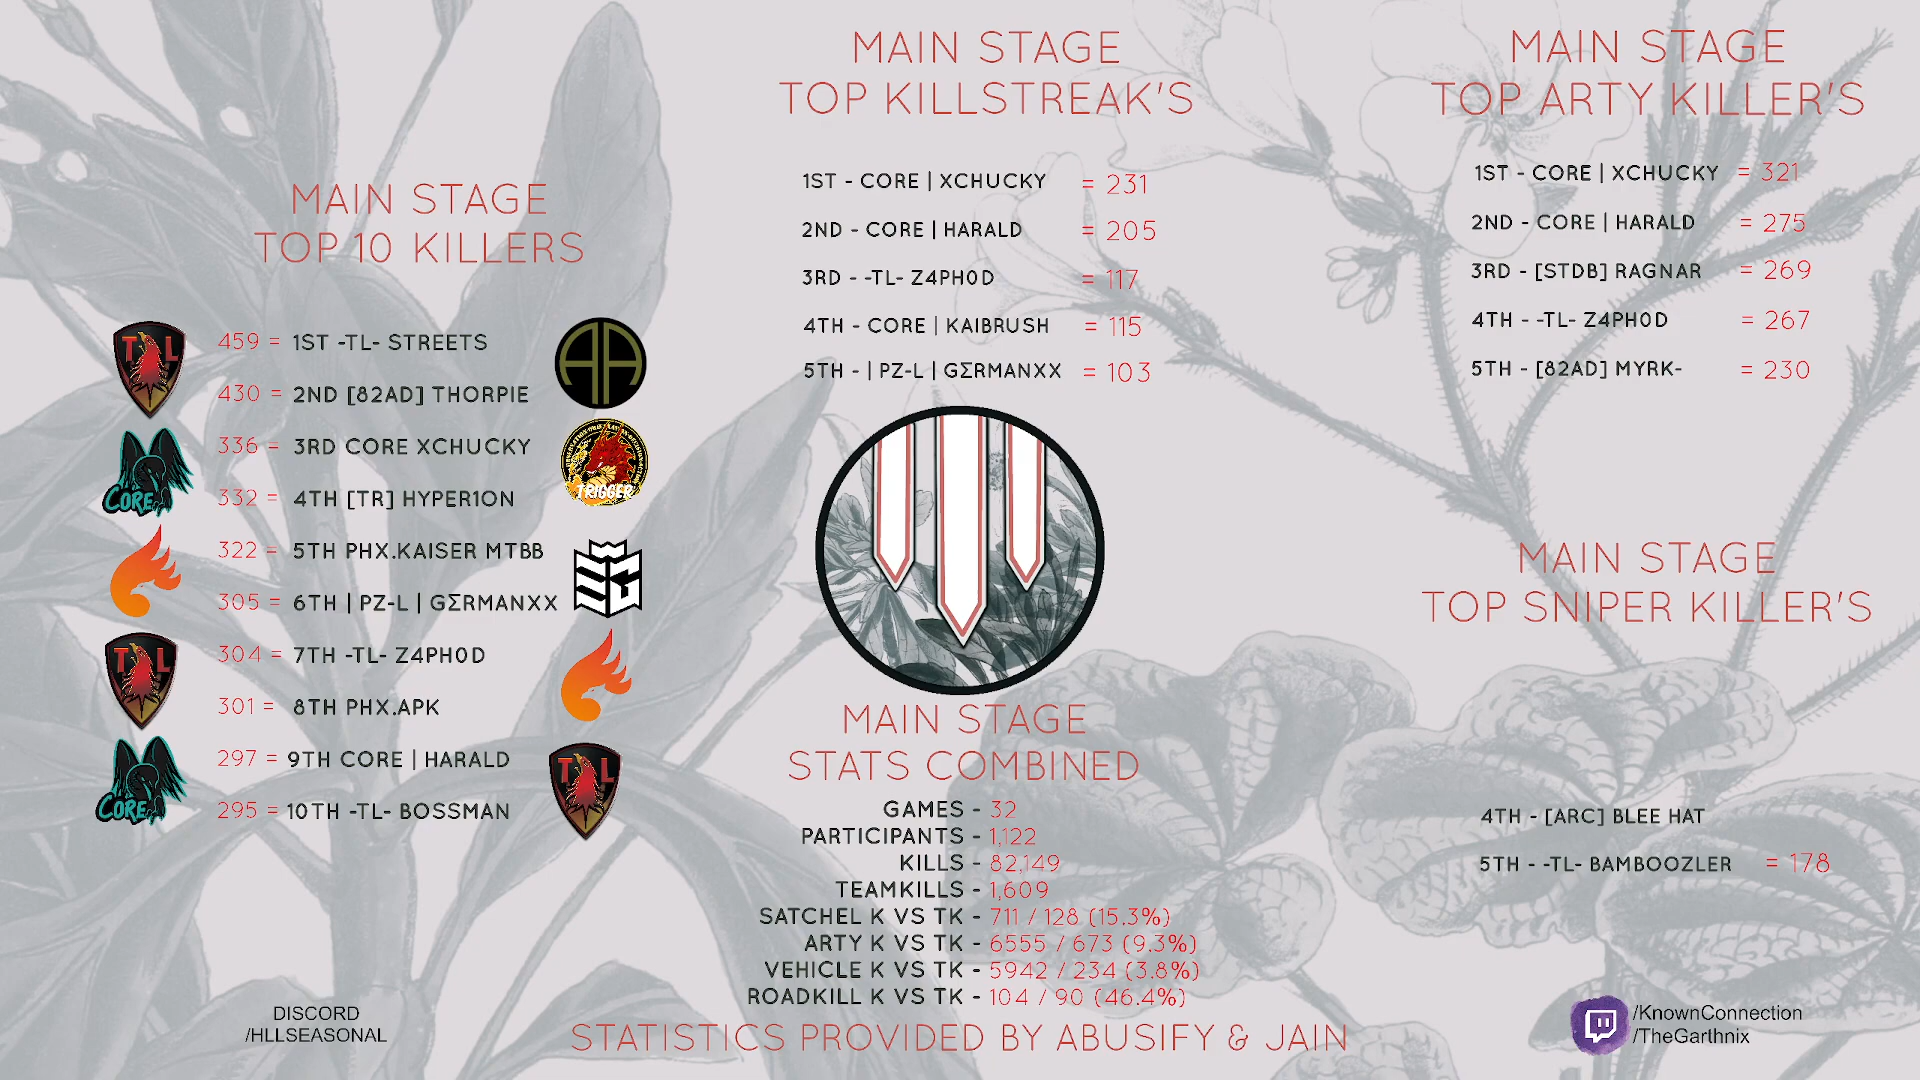 MAIN STAGE
TOP 10 KILLERS
459 = 1ST -TL- STREETS
430 = 2ND [82AD] THORPIE
336 = 3RD CORE XCHUCKY
332 = 4TH [TR] HYPER1ON
322 = 5TH PHX.KAISER MTBB
305 = 6TH | PZ-L | GΣRMANXX
304 = 7TH -TL- Z4PH0D
301 = 8TH PHX.APK
297 = 9TH CORE | HARALD
295 = 10TH -TL- BOSSMAN
TL
AA
CORE
TRIGGER
TL
CORE
TL
DISCORD
/HLLSEASONAL
MAIN STAGE
TOP KILLSTREAK'S
1ST - CORE | XCHUCKY = 231
2ND - CORE | HARALD = 205
3RD - -TL- Z4PH0D = 117
4TH - CORE | KAIBRUSH = 115
5TH - | PZ-L | GΣRMANXX = 103
MAIN STAGE
STATS COMBINED
GAMES - 32
PARTICIPANTS - 1,122
KILLS - 82,149
TEAMKILLS - 1,609
SATCHEL K VS TK - 711 / 128 (15.3%)
ARTY K VS TK - 6555 / 673 (9.3%)
VEHICLE K VS TK - 5942 / 234 (3.8%)
ROADKILL K VS TK - 104 / 90 (46.4%)
STATISTICS PROVIDED BY ABUSIFY & JAIN
MAIN STAGE
TOP ARTY KILLER'S
1ST - CORE | XCHUCKY = 321
2ND - CORE | HARALD = 275
3RD - [STDB] RAGNAR = 269
4TH - -TL- Z4PH0D = 267
5TH - [82AD] MYRK- = 230
MAIN STAGE
TOP SNIPER KILLER'S
4TH - [ARC] BLEE HAT
5TH - -TL- BAMBOOZLER = 178
/KnownConnection
/TheGarthnix